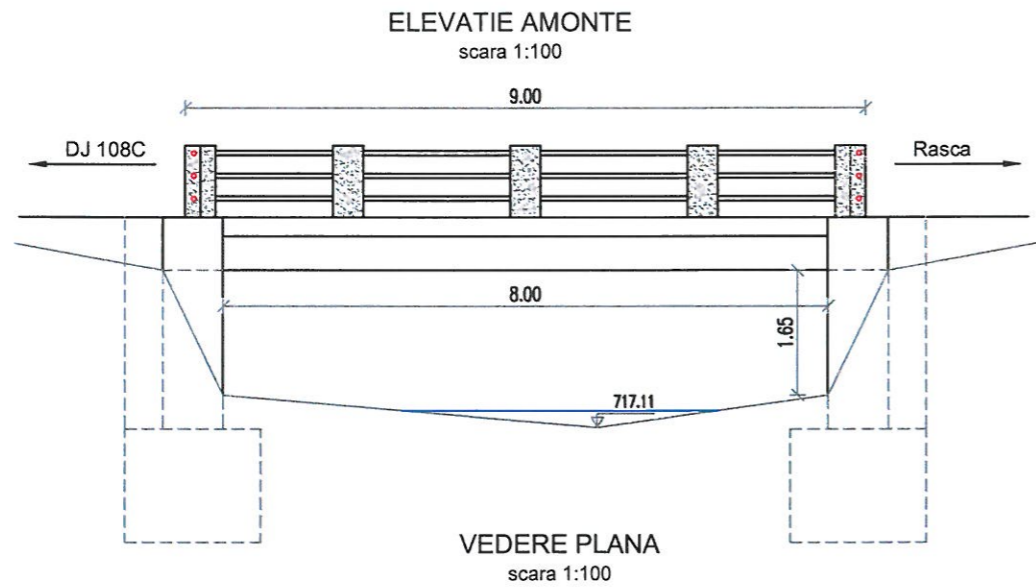 ELEVATIE AMONTE
scara 1:100
9.00
DJ 108C
Rasca
8.00
1.65
717.11
VEDERE PLANA
scara 1:100